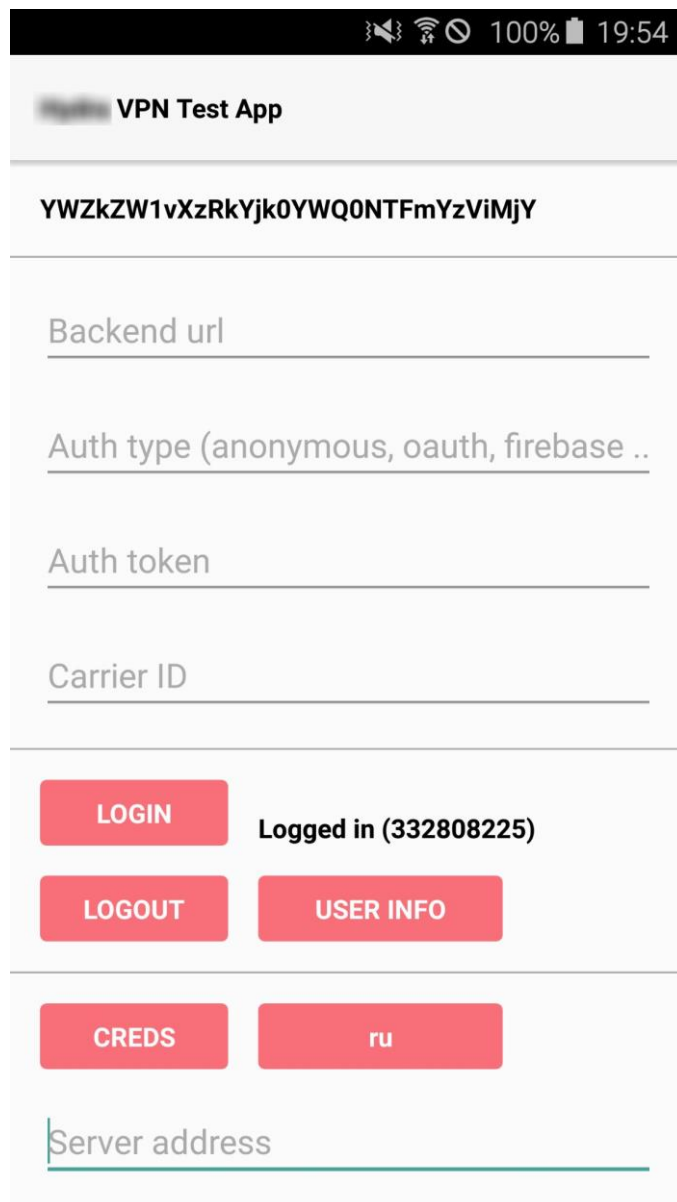 100% 19:54
VPN Test App
YWZkZW1vXzRkYjk0YWQ0NTFmYzViMjY
Backend url
Auth type (anonymous, oauth, firebase ..
Auth token
Carrier ID
LOGIN
Logged in (332808225)
LOGOUT USER INFO
CREDS ru
Server address